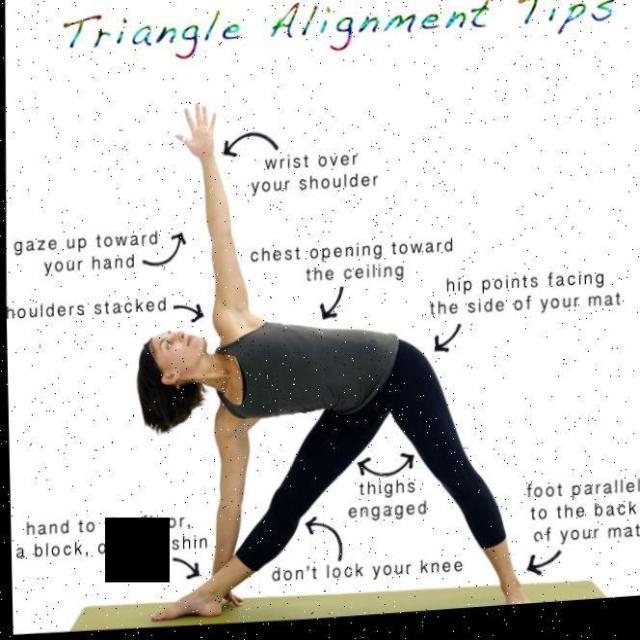 Triangle Alignment Tips
wrist over
your shoulder
gaze up toward
your hand
chest opening toward
the ceiling
hip points facing
the side of your mat
houlders stacked
thighs
engaged
foot parallel
to the back
of your mat
hand to
a block, shin
don't lock your knee